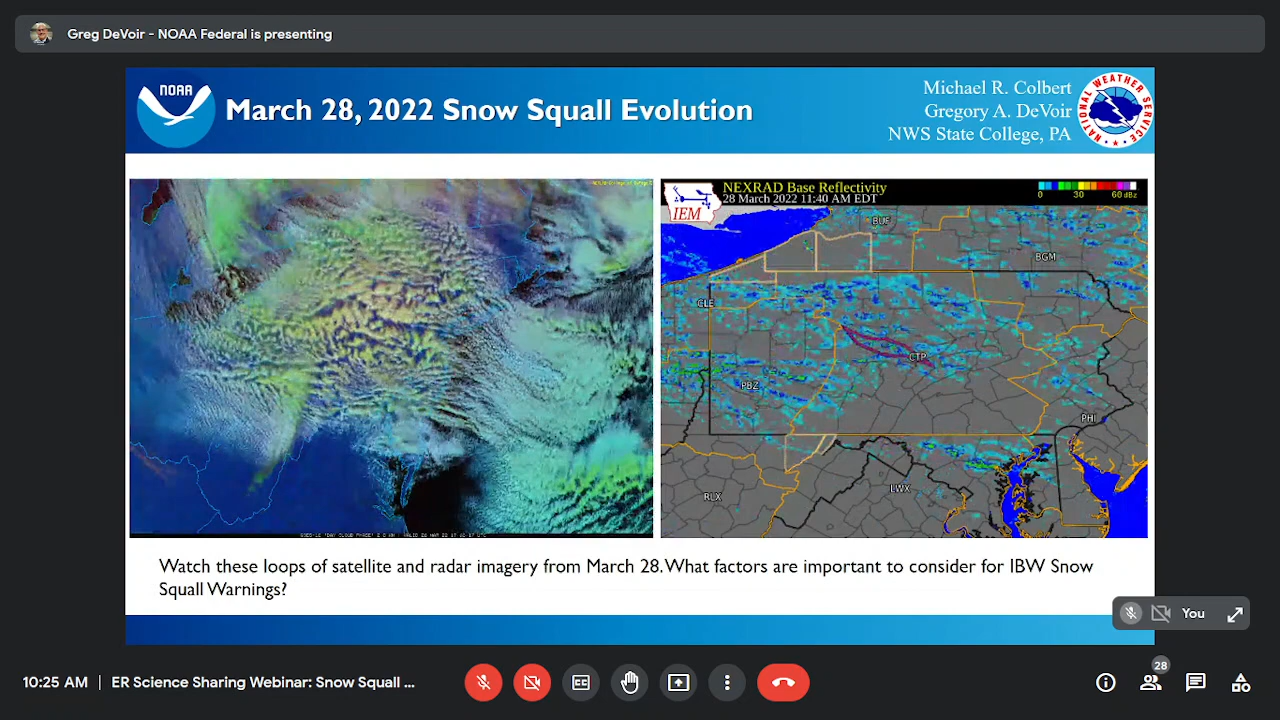 Greg DeVoir - NOAA Federal is presenting
NOAA
March 28, 2022 Snow Squall Evolution
Michael R. Colbert
Gregory A. DeVoir
NWS State College, PA
NATIONAL WEATHER SERVICE
IEM
NEXRAD Base Reflectivity
28 March 2022 11:40 AM EDT
0 30 60 dBz
BUF
BGM
CLE
CTP
PBZ
PHI
RLX
LWX
Watch these loops of satellite and radar imagery from March 28. What factors are important to consider for IBW Snow
Squall Warnings?
You
10:25 AM | ER Science Sharing Webinar: Snow Squall ...
28